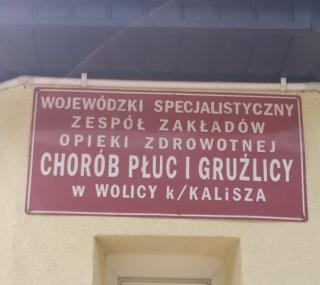 WOJEWÓDZKI SPECJALISTYCZNY
ZESPÓŁ ZAKŁADÓW
OPIEKI ZDROWOTNEJ
CHORÓB PŁUC I GRUŹLICY
w WOLICY k/KALiSZA